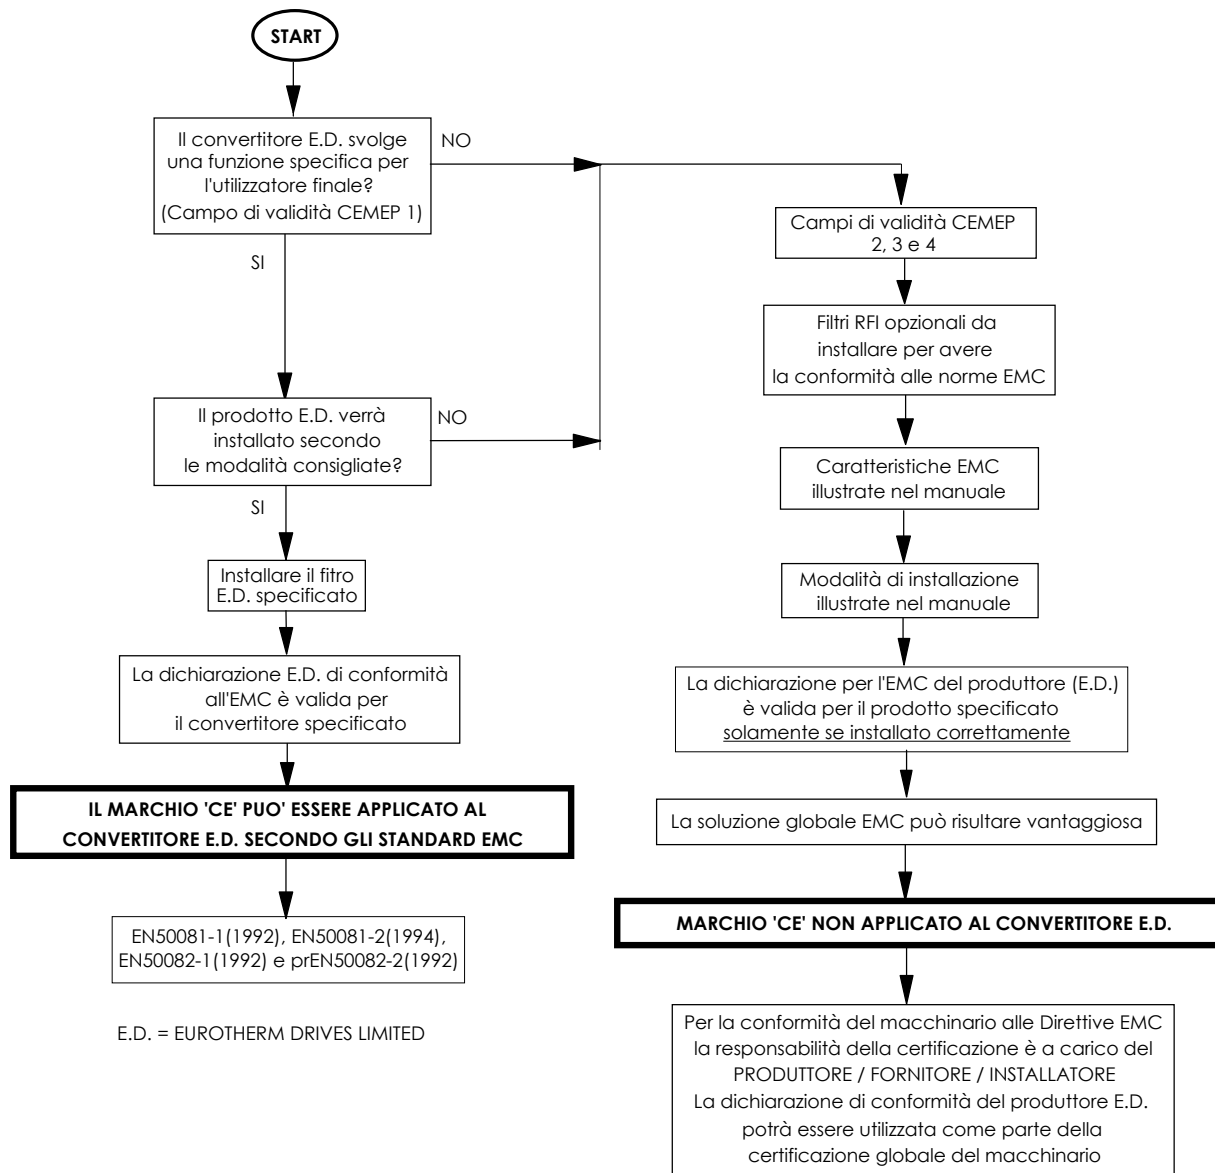 START
Il convertitore E.D. svolge
una funzione specifica per
l'utilizzatore finale?
(Campo di validità CEMEP 1)
NO
SI
Il prodotto E.D. verrà
installato secondo
le modalità consigliate?
NO
SI
Installare il fitro
E.D. specificato
La dichiarazione E.D. di conformità
all'EMC è valida per
il convertitore specificato
IL MARCHIO 'CE' PUO' ESSERE APPLICATO AL
CONVERTITORE E.D. SECONDO GLI STANDARD EMC
EN50081-1(1992), EN50081-2(1994),
EN50082-1(1992) e prEN50082-2(1992)
E.D. = EUROTHERM DRIVES LIMITED
Campi di validità CEMEP
2, 3 e 4
Filtri RFI opzionali da
installare per avere
la conformità alle norme EMC
Caratteristiche EMC
illustrate nel manuale
Modalità di installazione
illustrate nel manuale
La dichiarazione per l'EMC del produttore (E.D.)
è valida per il prodotto specificato
solamente se installato correttamente
La soluzione globale EMC può risultare vantaggiosa
MARCHIO 'CE' NON APPLICATO AL CONVERTITORE E.D.
Per la conformità del macchinario alle Direttive EMC
la responsabilità della certificazione è a carico del
PRODUTTORE / FORNITORE / INSTALLATORE
La dichiarazione di conformità del produttore E.D.
potrà essere utilizzata come parte della
certificazione globale del macchinario